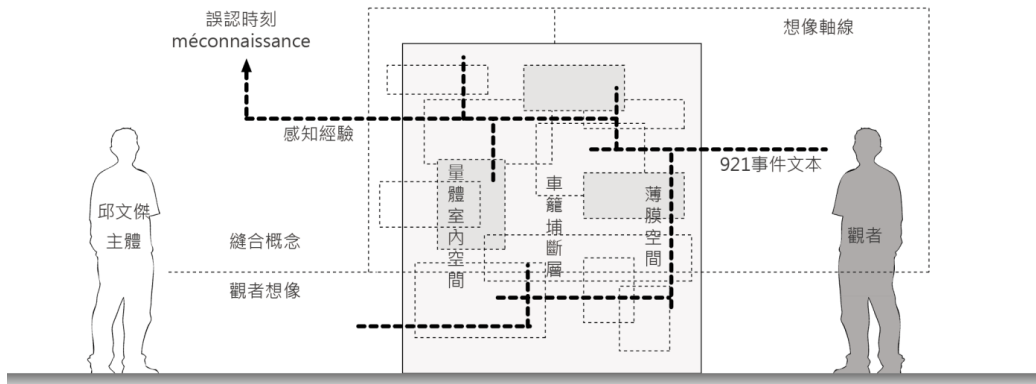 誤認時刻
méconnaissance
想像軸線
感知經驗
921事件文本
邱文傑
主體
縫合概念
觀者想像
量體室內空間
車籠埔斷層
薄膜空間
觀者